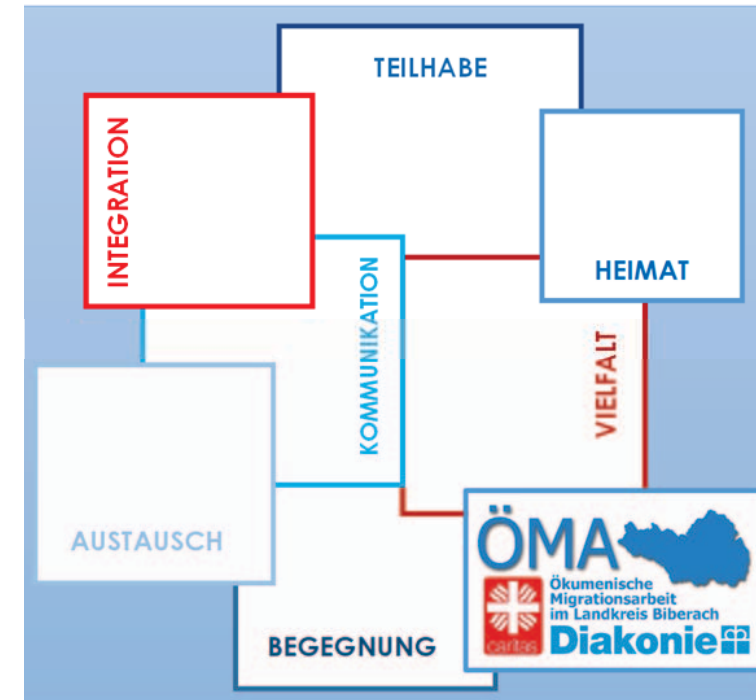 TEILHABE
INTEGRATION
HEIMAT
KOMMUNIKATION
VIELFALT
AUSTAUSCH
ÖMA
Ökumenische
Migrationsarbeit
im Landkreis Biberach
caritas
Diakonie
BEGEGNUNG